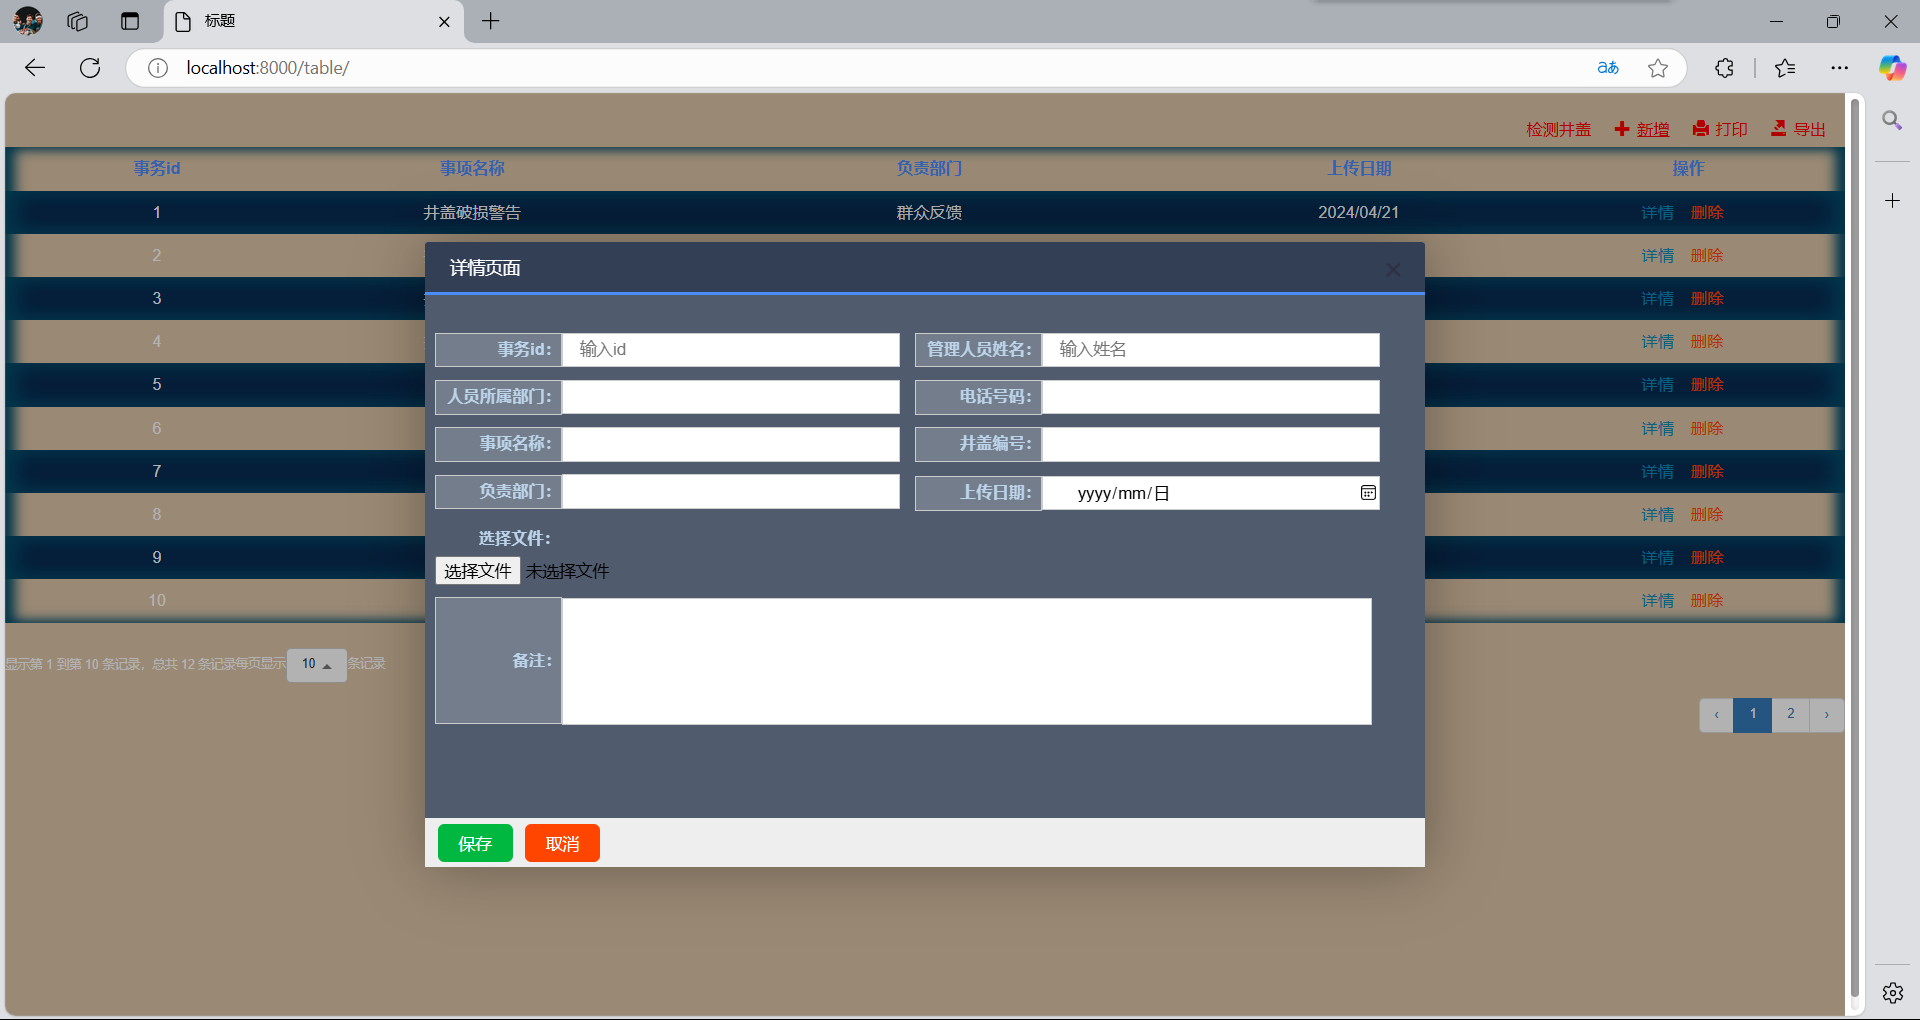 标题
localhost:8000/table/
检测井盖 新增 打印 导出
事务id 事项名称 负责部门 上传日期 操作
1 井盖破损警告 群众反馈 2024/04/21 详情 删除
2 详情 删除
3 详情 删除
4 详情 删除
5 详情 删除
6 详情 删除
7 详情 删除
8 详情 删除
9 详情 删除
10 详情 删除
详情页面
事务id： 输入id 管理人员姓名： 输入姓名
人员所属部门： 电话号码：
事项名称： 井盖编号：
负责部门： 上传日期： yyyy/mm/日
选择文件：
选择文件 未选择文件
备注：
保存 取消
显示第 1 到第 10 条记录，总共 12 条记录每页显示 10 条记录
‹ 1 2 ›